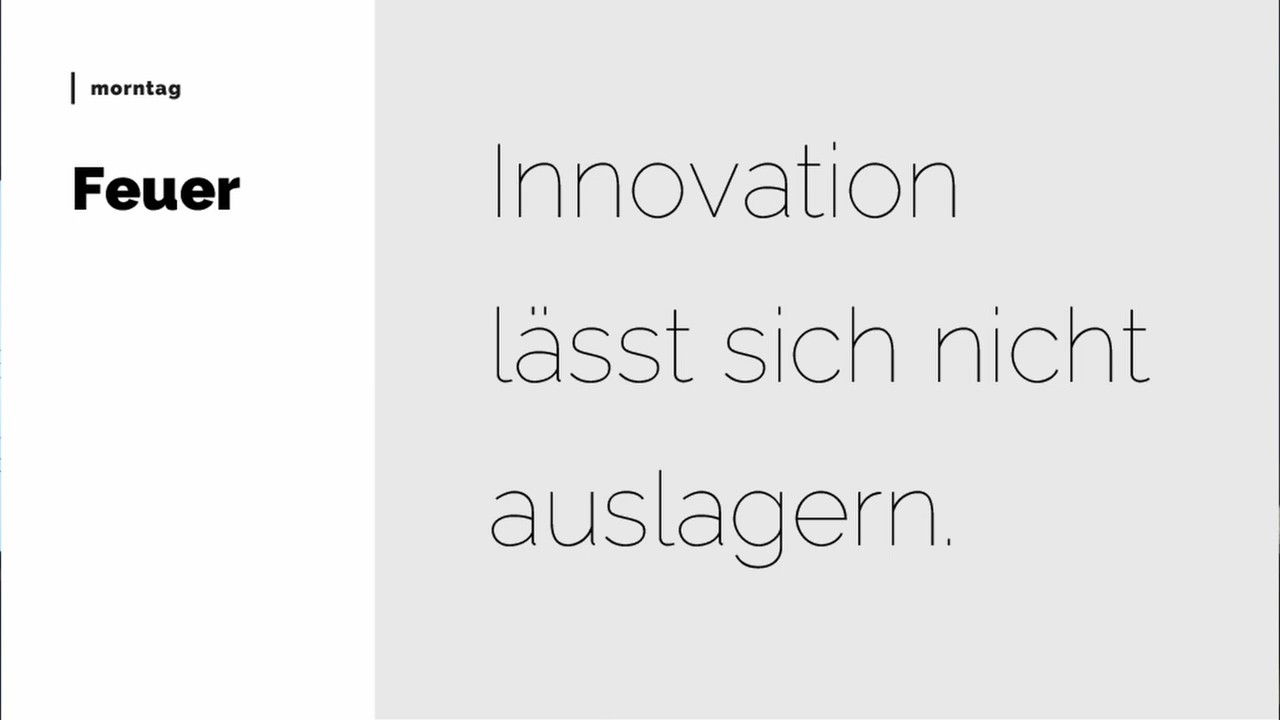 morntag
Feuer
Innovation
lässt sich nicht
auslagern.